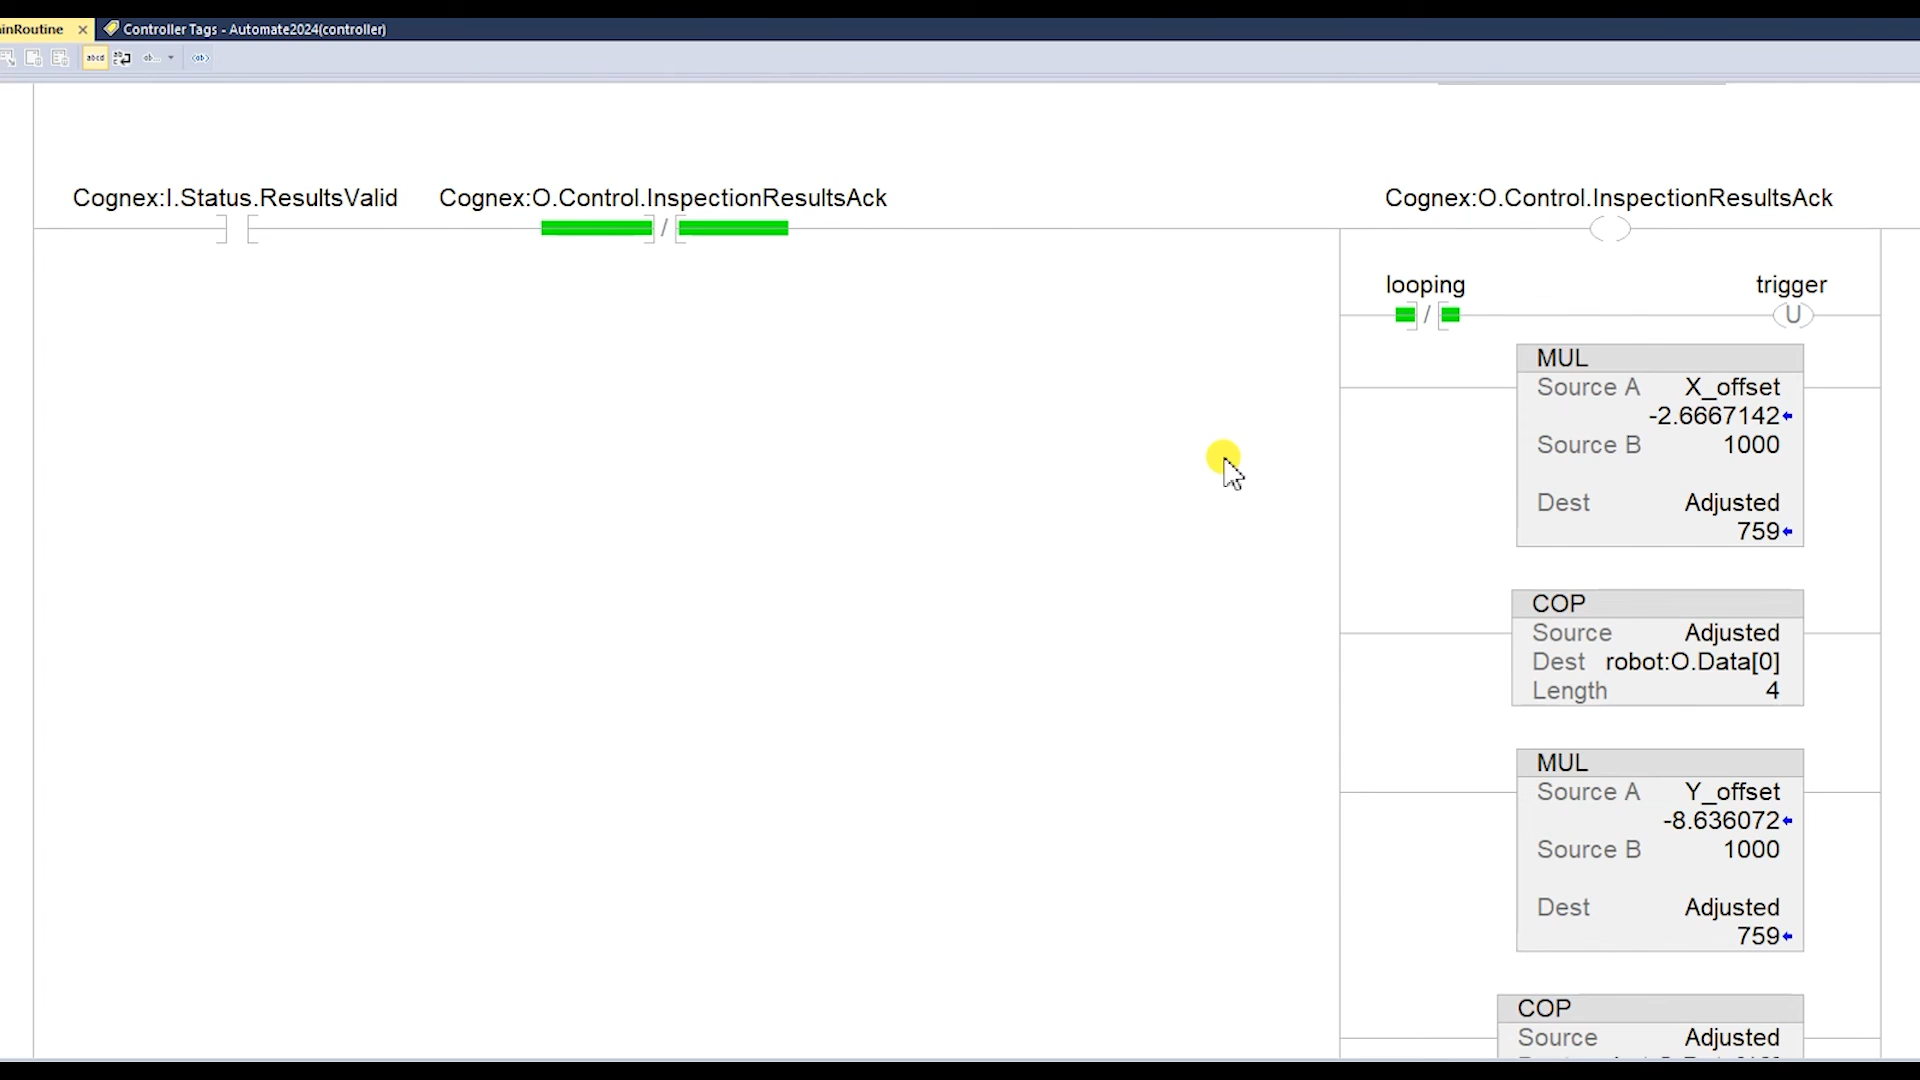 ainRoutine
Controller Tags - Automate2024(controller)
Cognex:I.Status.ResultsValid
Cognex:O.Control.InspectionResultsAck
Cognex:O.Control.InspectionResultsAck
looping
trigger
U
MUL
Source A X_offset
-2.6667142
Source B 1000
Dest Adjusted
759
COP
Source Adjusted
Dest robot:O.Data[0]
Length 4
MUL
Source A Y_offset
-8.636072
Source B 1000
Dest Adjusted
759
COP
Source Adjusted